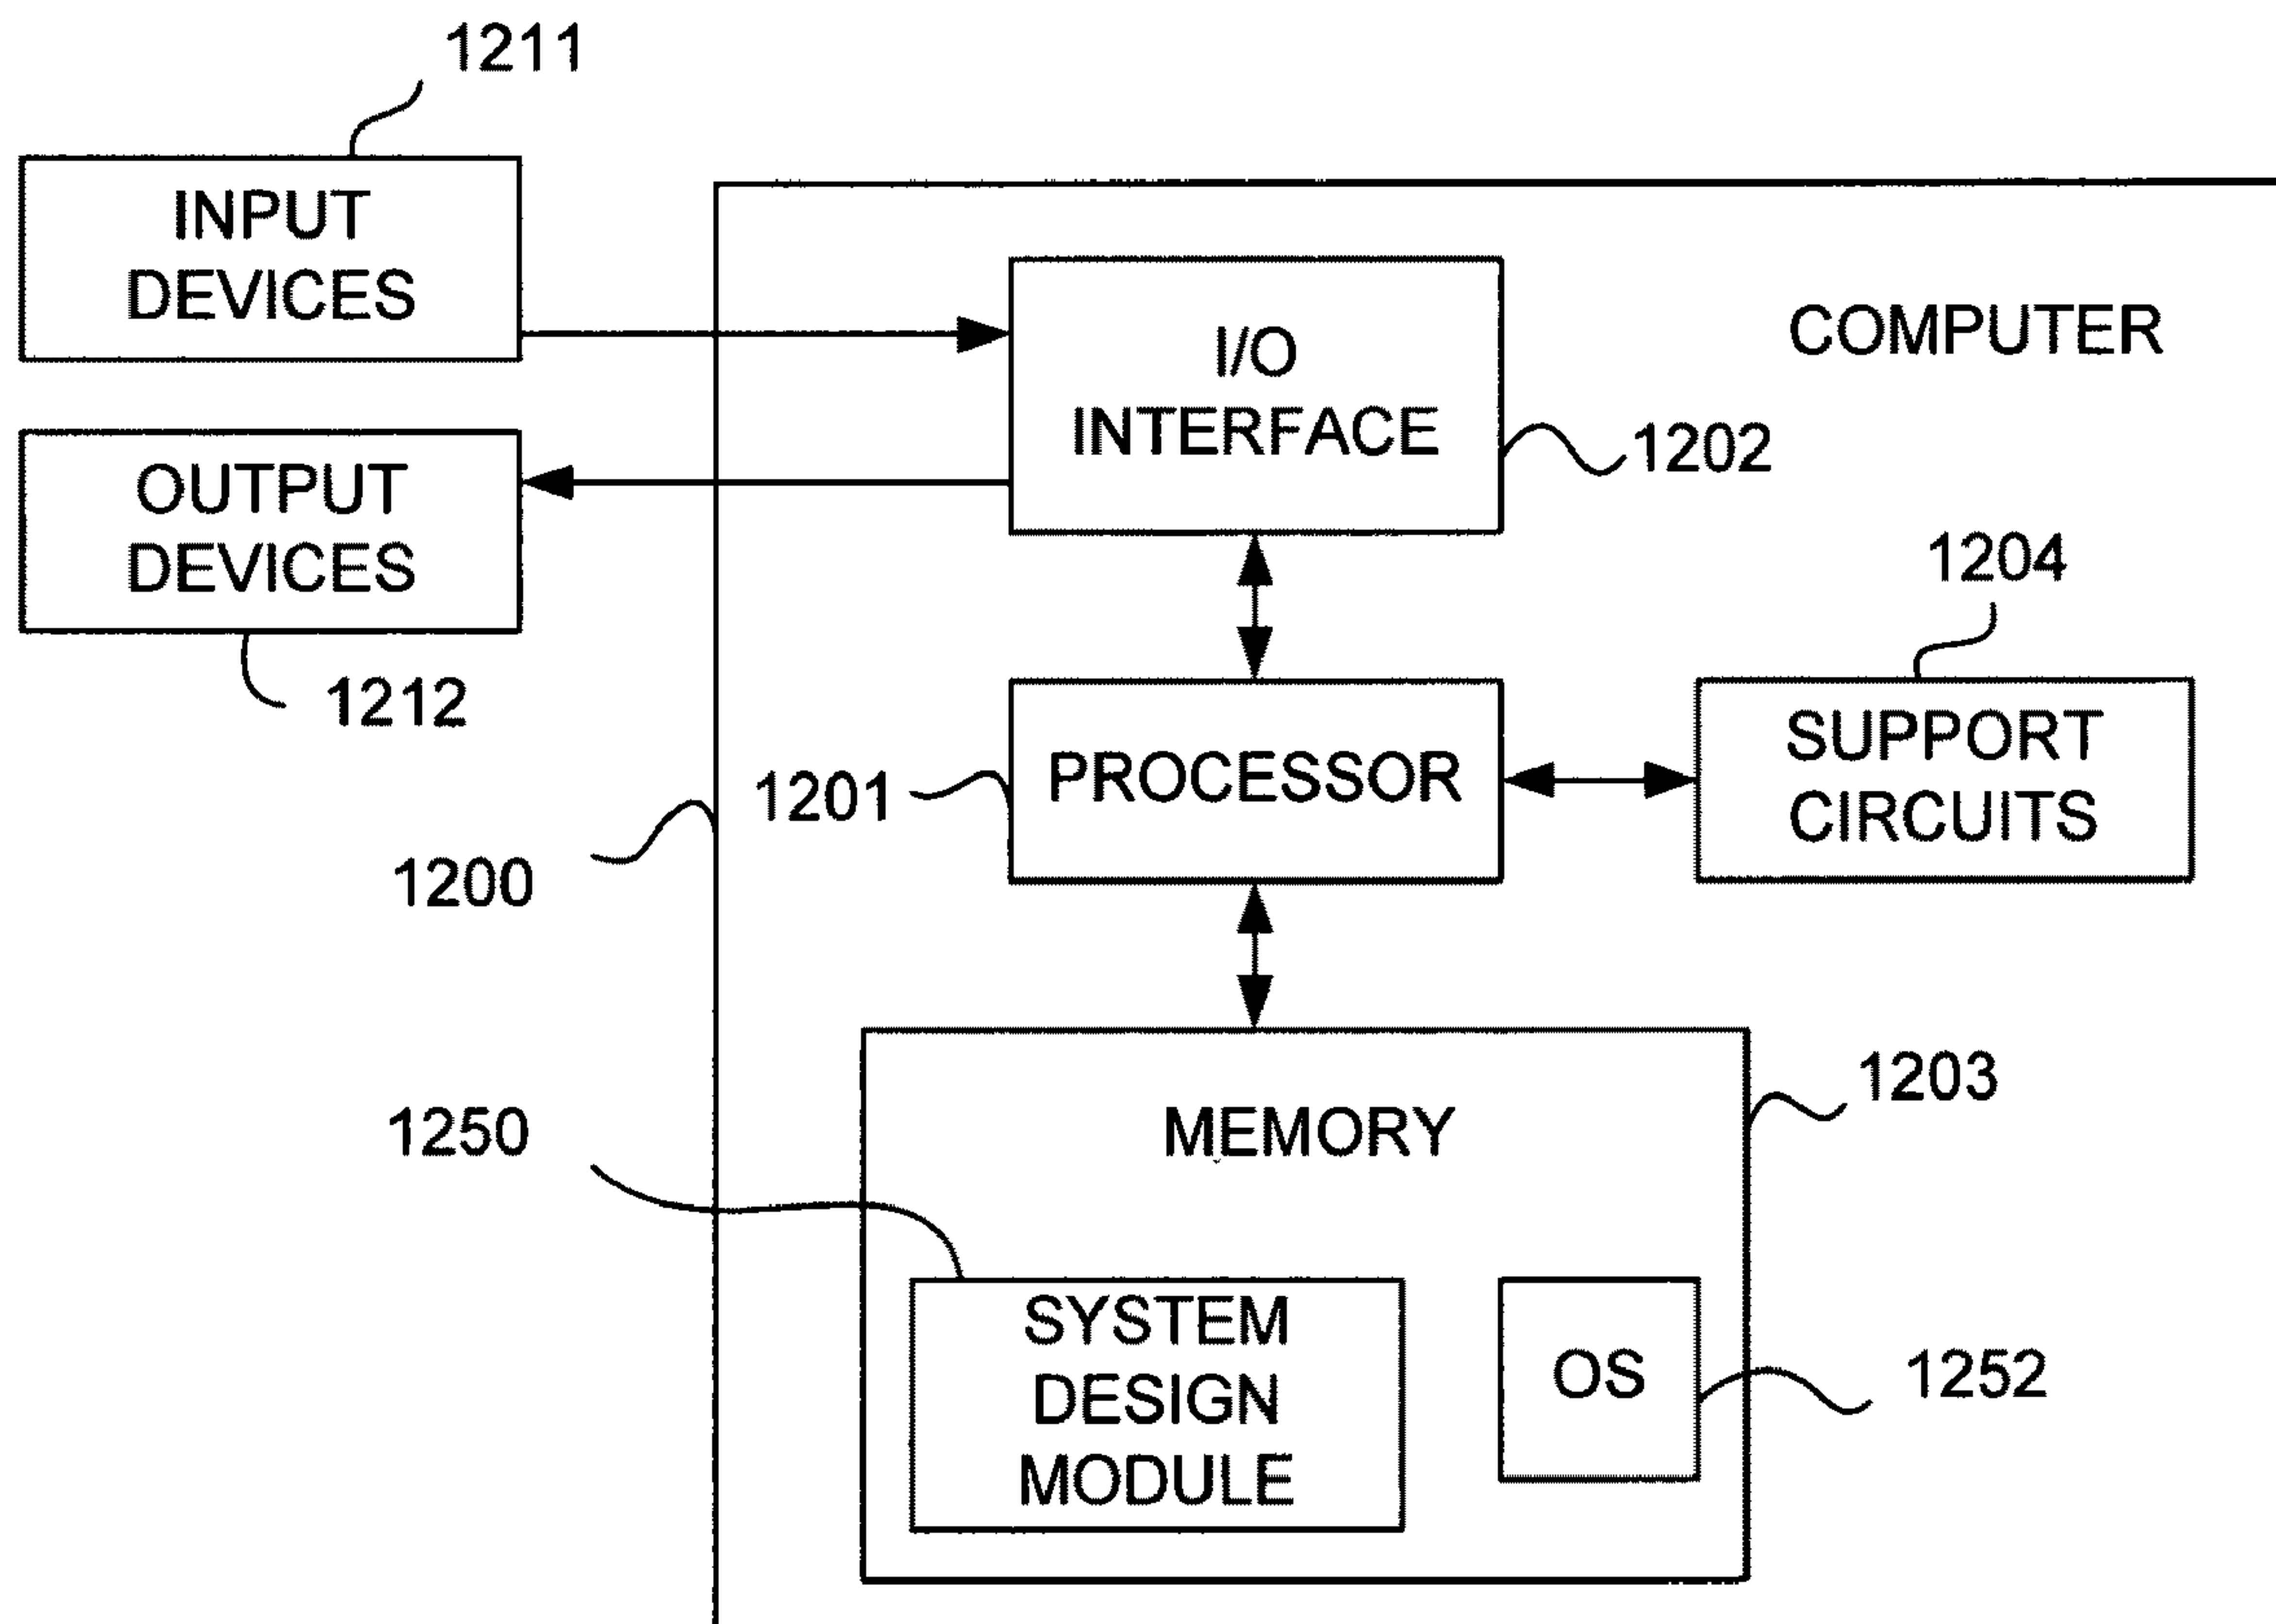 1211
INPUT
DEVICES
OUTPUT
DEVICES
1212
COMPUTER
I/O
INTERFACE
1202
1204
SUPPORT
CIRCUITS
PROCESSOR
1201
1200
MEMORY
1203
1250
SYSTEM
DESIGN
MODULE
OS
1252